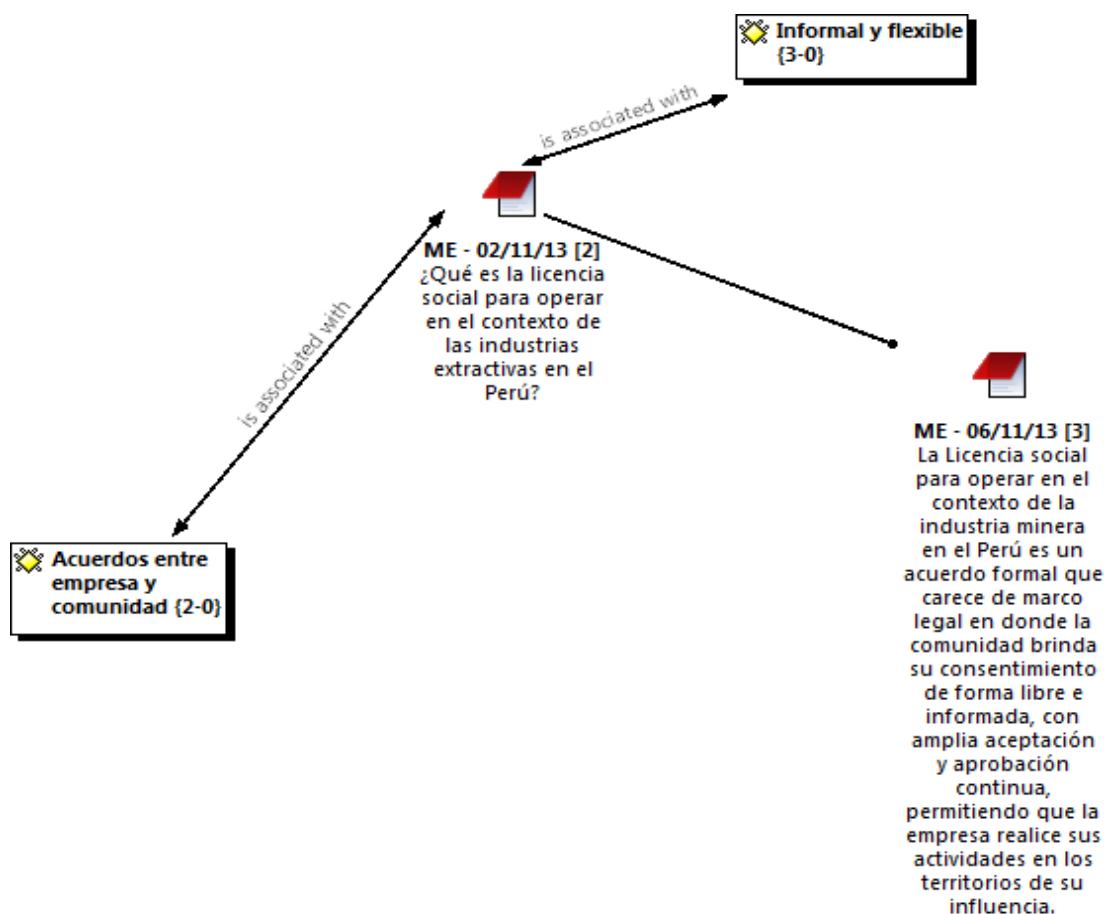 Informal y flexible
{3-0}
is associated with
ME - 02/11/13 [2]
¿Qué es la licencia
social para operar
en el contexto de
las industrias
extractivas en el
Perú?
is associated with
ME - 06/11/13 [3]
La Licencia social
para operar en el
contexto de la
industria minera
en el Perú es un
acuerdo formal que
carece de marco
legal en donde la
comunidad brinda
su consentimiento
de forma libre e
informada, con
amplia aceptación
y aprobación
continua,
permitiendo que la
empresa realice sus
actividades en los
territorios de su
influencia.
Acuerdos entre
empresa y
comunidad {2-0}